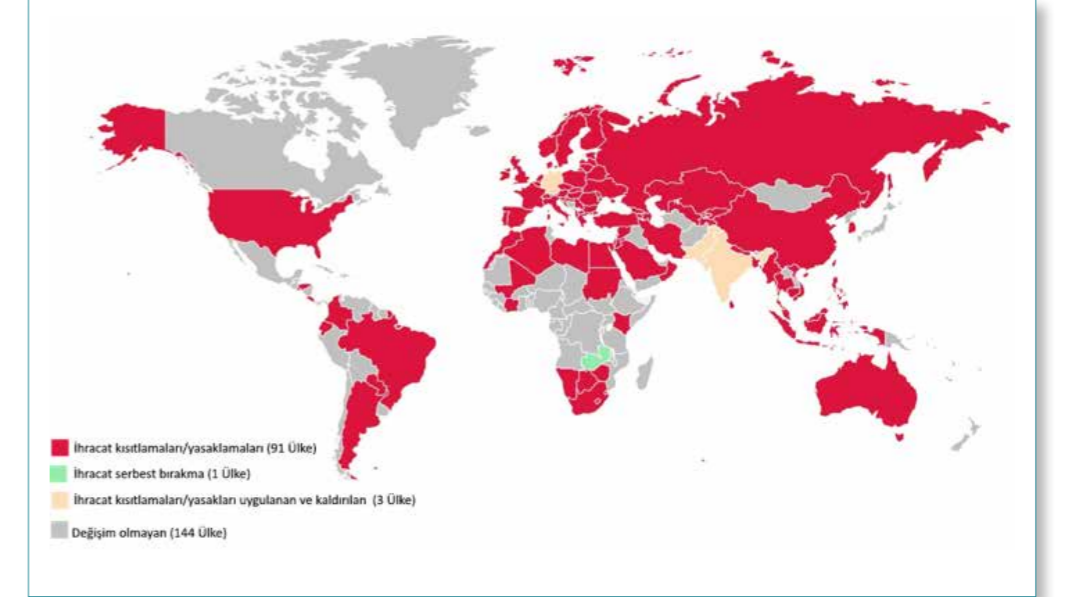 İhracat kısıtlamaları/yasaklamaları (91 Ülke)
İhracat serbest bırakma (1 Ülke)
İhracat kısıtlamaları/yasakları uygulanan ve kaldırılan (3 Ülke)
Değişim olmayan (144 Ülke)